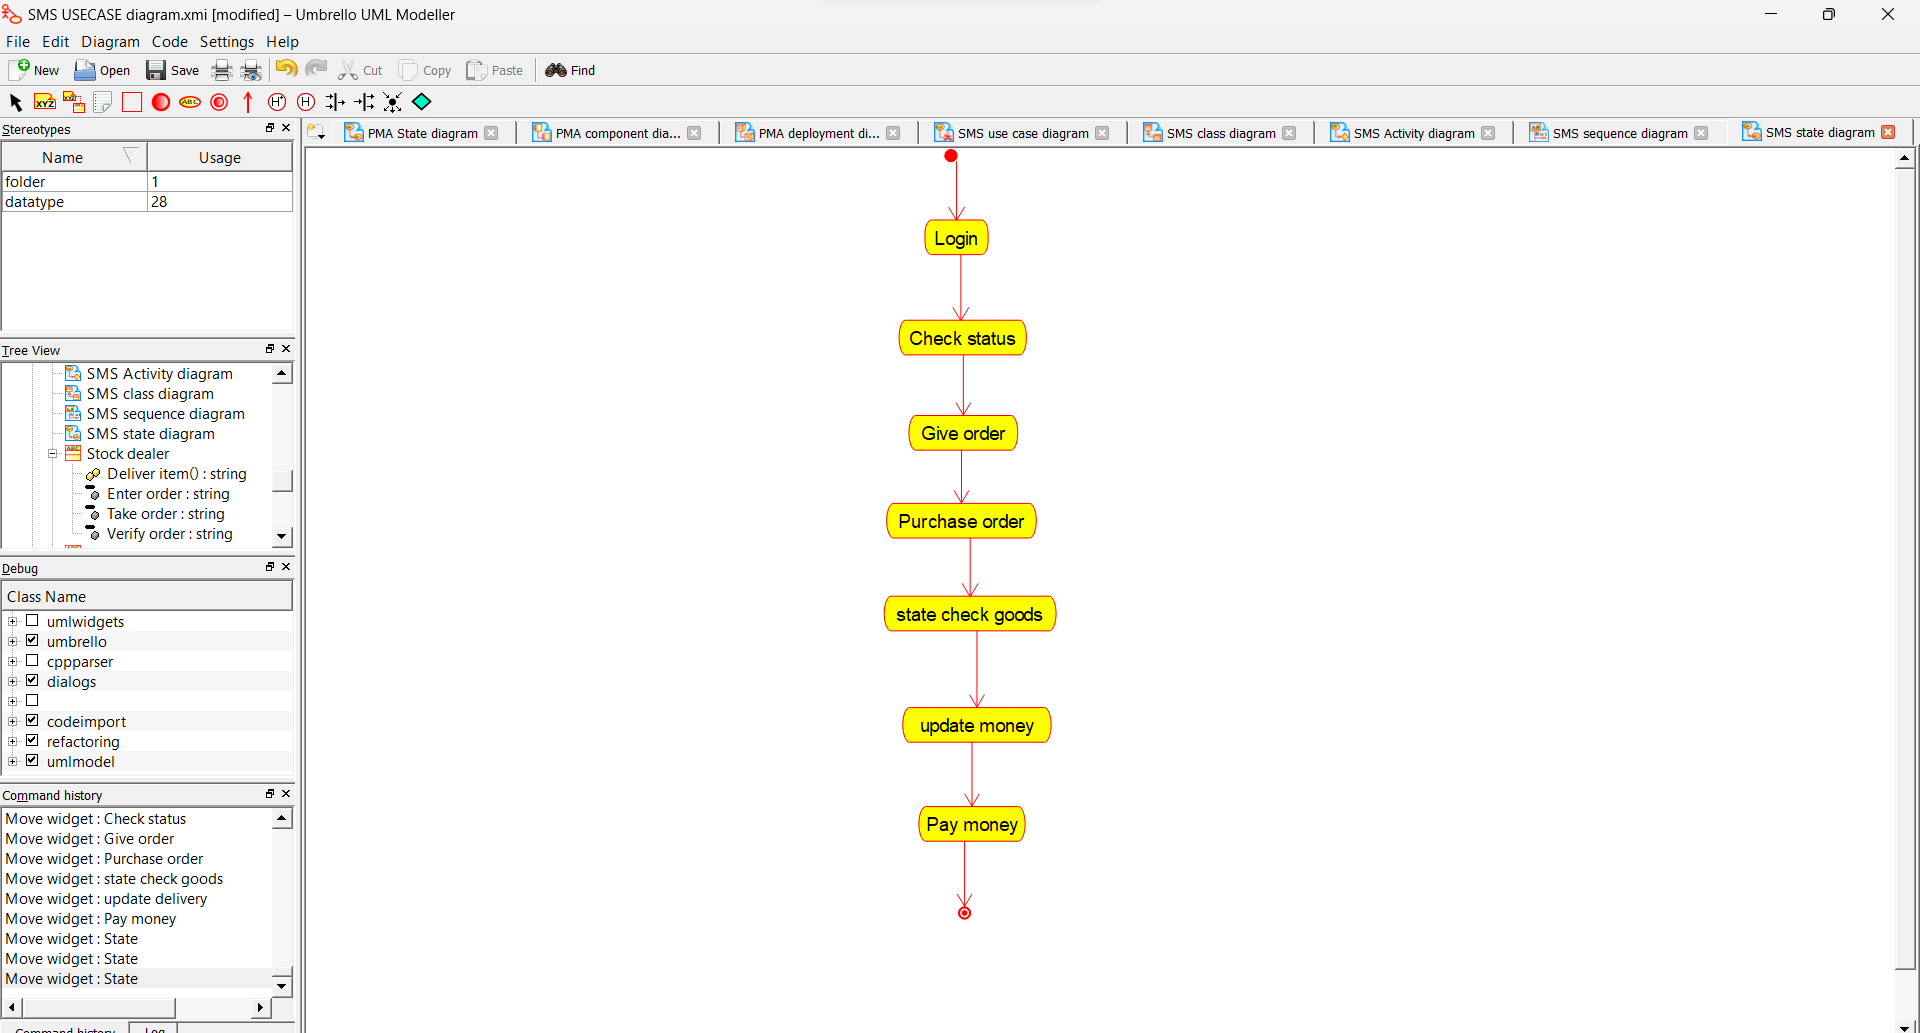 SMS USECASE diagram.xmi [modified] – Umbrello UML Modeller
File Edit Diagram Code Settings Help
New Open Save Cut Copy Paste Find
XYZ XYZ ABC H* H
Stereotypes
Name Usage
folder 1
datatype 28
Tree View
SMS Activity diagram
SMS class diagram
SMS sequence diagram
SMS state diagram
Stock dealer
Deliver item() : string
Enter order : string
Take order : string
Verify order : string
Debug
Class Name
umlwidgets
umbrello
cppparser
dialogs
codeimport
refactoring
umlmodel
Command history
Move widget : Check status
Move widget : Give order
Move widget : Purchase order
Move widget : state check goods
Move widget : update delivery
Move widget : Pay money
Move widget : State
Move widget : State
Move widget : State
Command history Log
PMA State diagram PMA component dia... PMA deployment di... SMS use case diagram SMS class diagram SMS Activity diagram SMS sequence diagram SMS state diagram
Login
Check status
Give order
Purchase order
state check goods
update money
Pay money